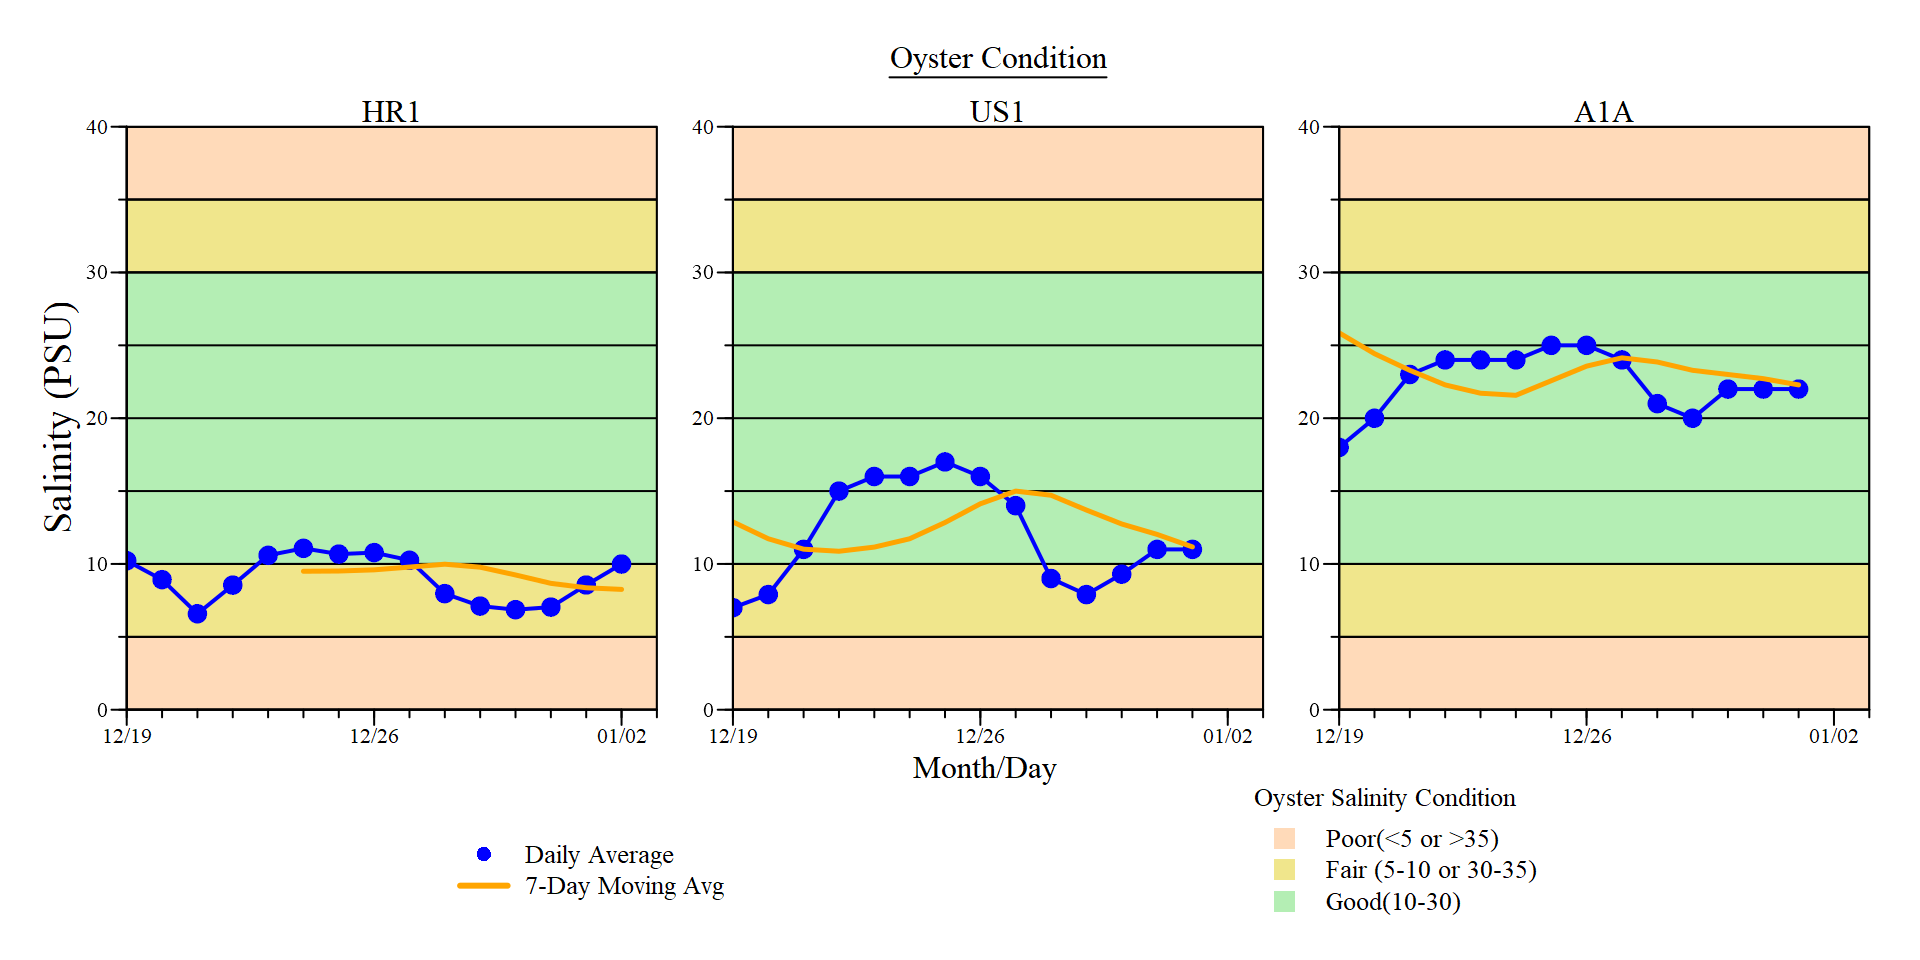 Oyster Condition
HR1
US1
A1A
Salinity (PSU)
40
30
20
10
0
12/19
12/26
01/02
40
30
20
10
0
12/19
12/26
01/02
40
30
20
10
0
12/19
12/26
01/02
Month/Day
Daily Average
7-Day Moving Avg
Oyster Salinity Condition
Poor(<5 or >35)
Fair (5-10 or 30-35)
Good(10-30)